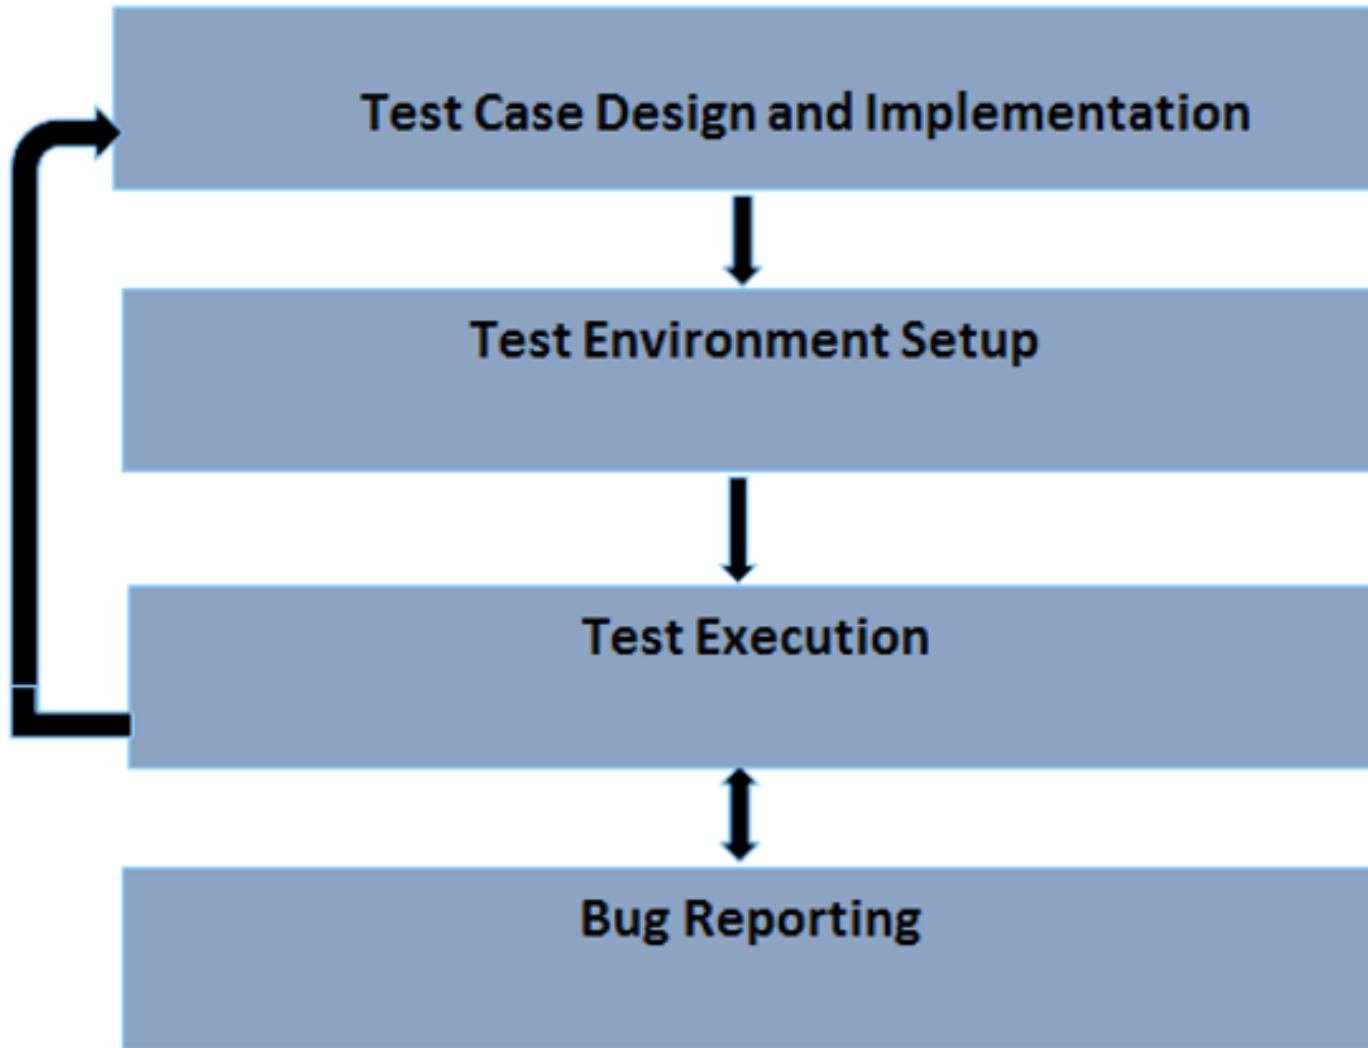 Test Case Design and Implementation
Test Environment Setup
Test Execution
Bug Reporting